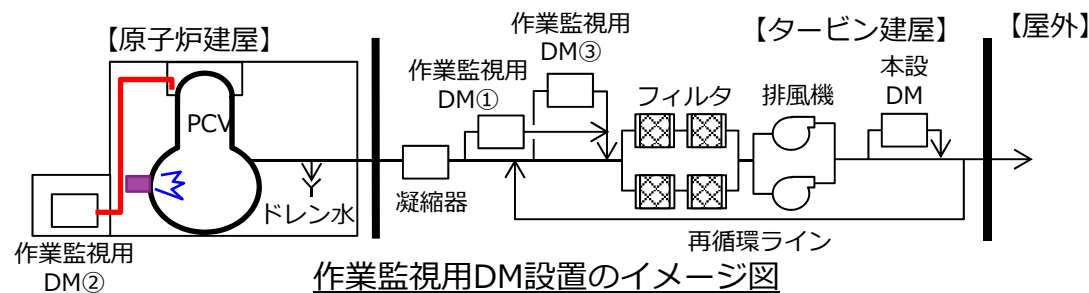 【原子炉建屋】
作業監視用
DM③
【タービン建屋】
【屋外】
作業監視用
DM①
フィルタ
排風機
本設
DM
PCV
ドレン水
凝縮器
再循環ライン
作業監視用
DM②
作業監視用DM設置のイメージ図